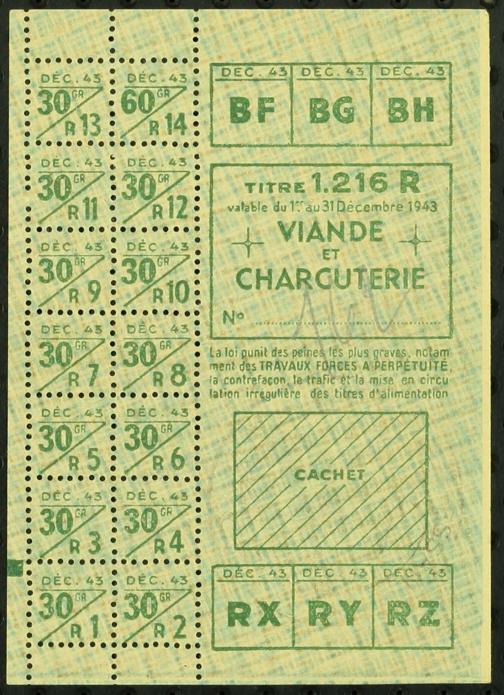 DÉC. 43 DÉC. 43
30 GR 60 GR
R 13 R 14
DÉC. 43 DÉC. 43
30 GR 30 GR
R 11 R 12
DÉC. 43 DÉC. 43
30 GR 30 GR
R 9 R 10
DÉC. 43 DÉC. 43
30 GR 30 GR
R 7 R 8
DÉC. 43 DÉC. 43
30 GR 30 GR
R 5 R 6
DÉC. 43 DÉC. 43
30 GR 30 GR
R 3 R 4
DÉC. 43 DÉC. 43
30 GR 30 GR
R 1 R 2
DÉC. 43 DÉC. 43 DÉC. 43
BF BG BH
TITRE 1.216 R
valable du 1er au 31 Décembre 1943
VIANDE
ET
CHARCUTERIE
No
La loi punit des peines les plus graves, notam
ment des TRAVAUX FORCES A PERPÉTUITÉ,
la contrefaçon, le trafic et la mise en circu
lation irrégulière des titres d'alimentation
CACHET
DÉC. 43 DÉC. 43 DÉC. 43
RX RY RZ